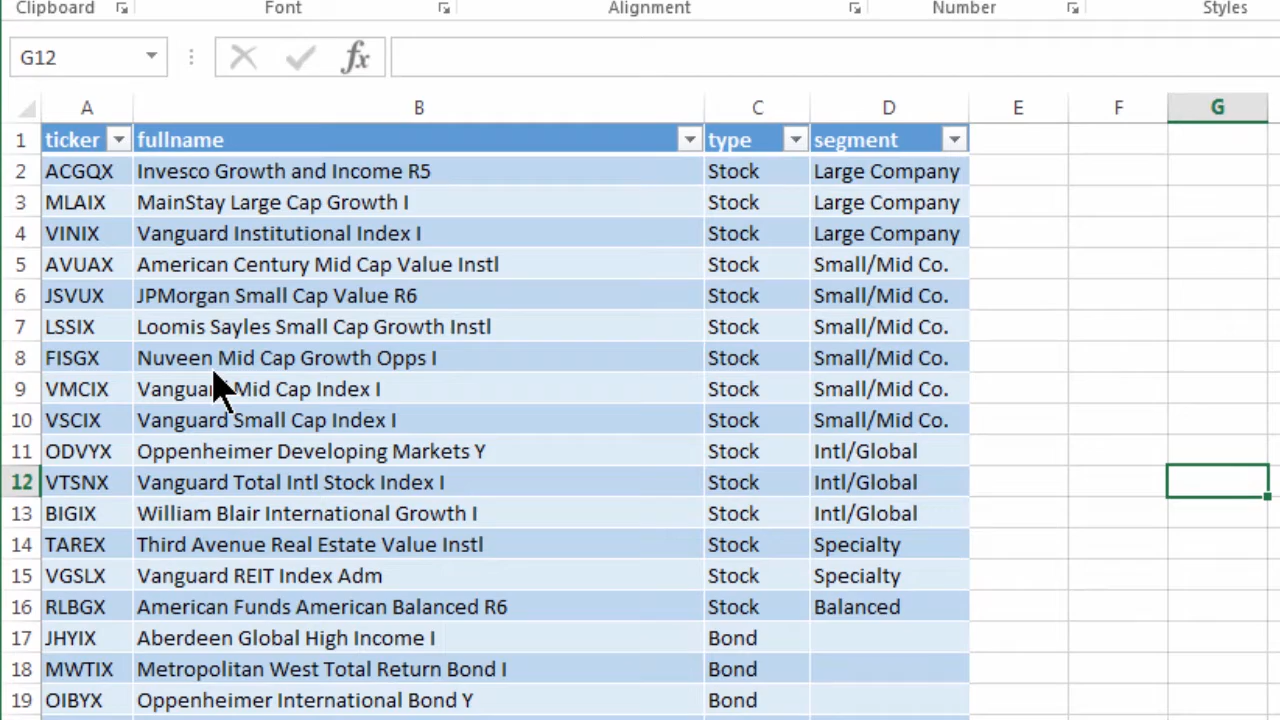 Clipboard Font Alignment Number Styles
G12 fx
A B C D E F G
1 ticker fullname type segment
2 ACGQX Invesco Growth and Income R5 Stock Large Company
3 MLAIX MainStay Large Cap Growth I Stock Large Company
4 VINIX Vanguard Institutional Index I Stock Large Company
5 AVUAX American Century Mid Cap Value Instl Stock Small/Mid Co.
6 JSVUX JPMorgan Small Cap Value R6 Stock Small/Mid Co.
7 LSSIX Loomis Sayles Small Cap Growth Instl Stock Small/Mid Co.
8 FISGX Nuveen Mid Cap Growth Opps I Stock Small/Mid Co.
9 VMCIX Vanguard Mid Cap Index I Stock Small/Mid Co.
10 VSCIX Vanguard Small Cap Index I Stock Small/Mid Co.
11 ODVYX Oppenheimer Developing Markets Y Stock Intl/Global
12 VTSNX Vanguard Total Intl Stock Index I Stock Intl/Global
13 BIGIX William Blair International Growth I Stock Intl/Global
14 TAREX Third Avenue Real Estate Value Instl Stock Specialty
15 VGSLX Vanguard REIT Index Adm Stock Specialty
16 RLBGX American Funds American Balanced R6 Stock Balanced
17 JHYIX Aberdeen Global High Income I Bond
18 MWTIX Metropolitan West Total Return Bond I Bond
19 OIBYX Oppenheimer International Bond Y Bond